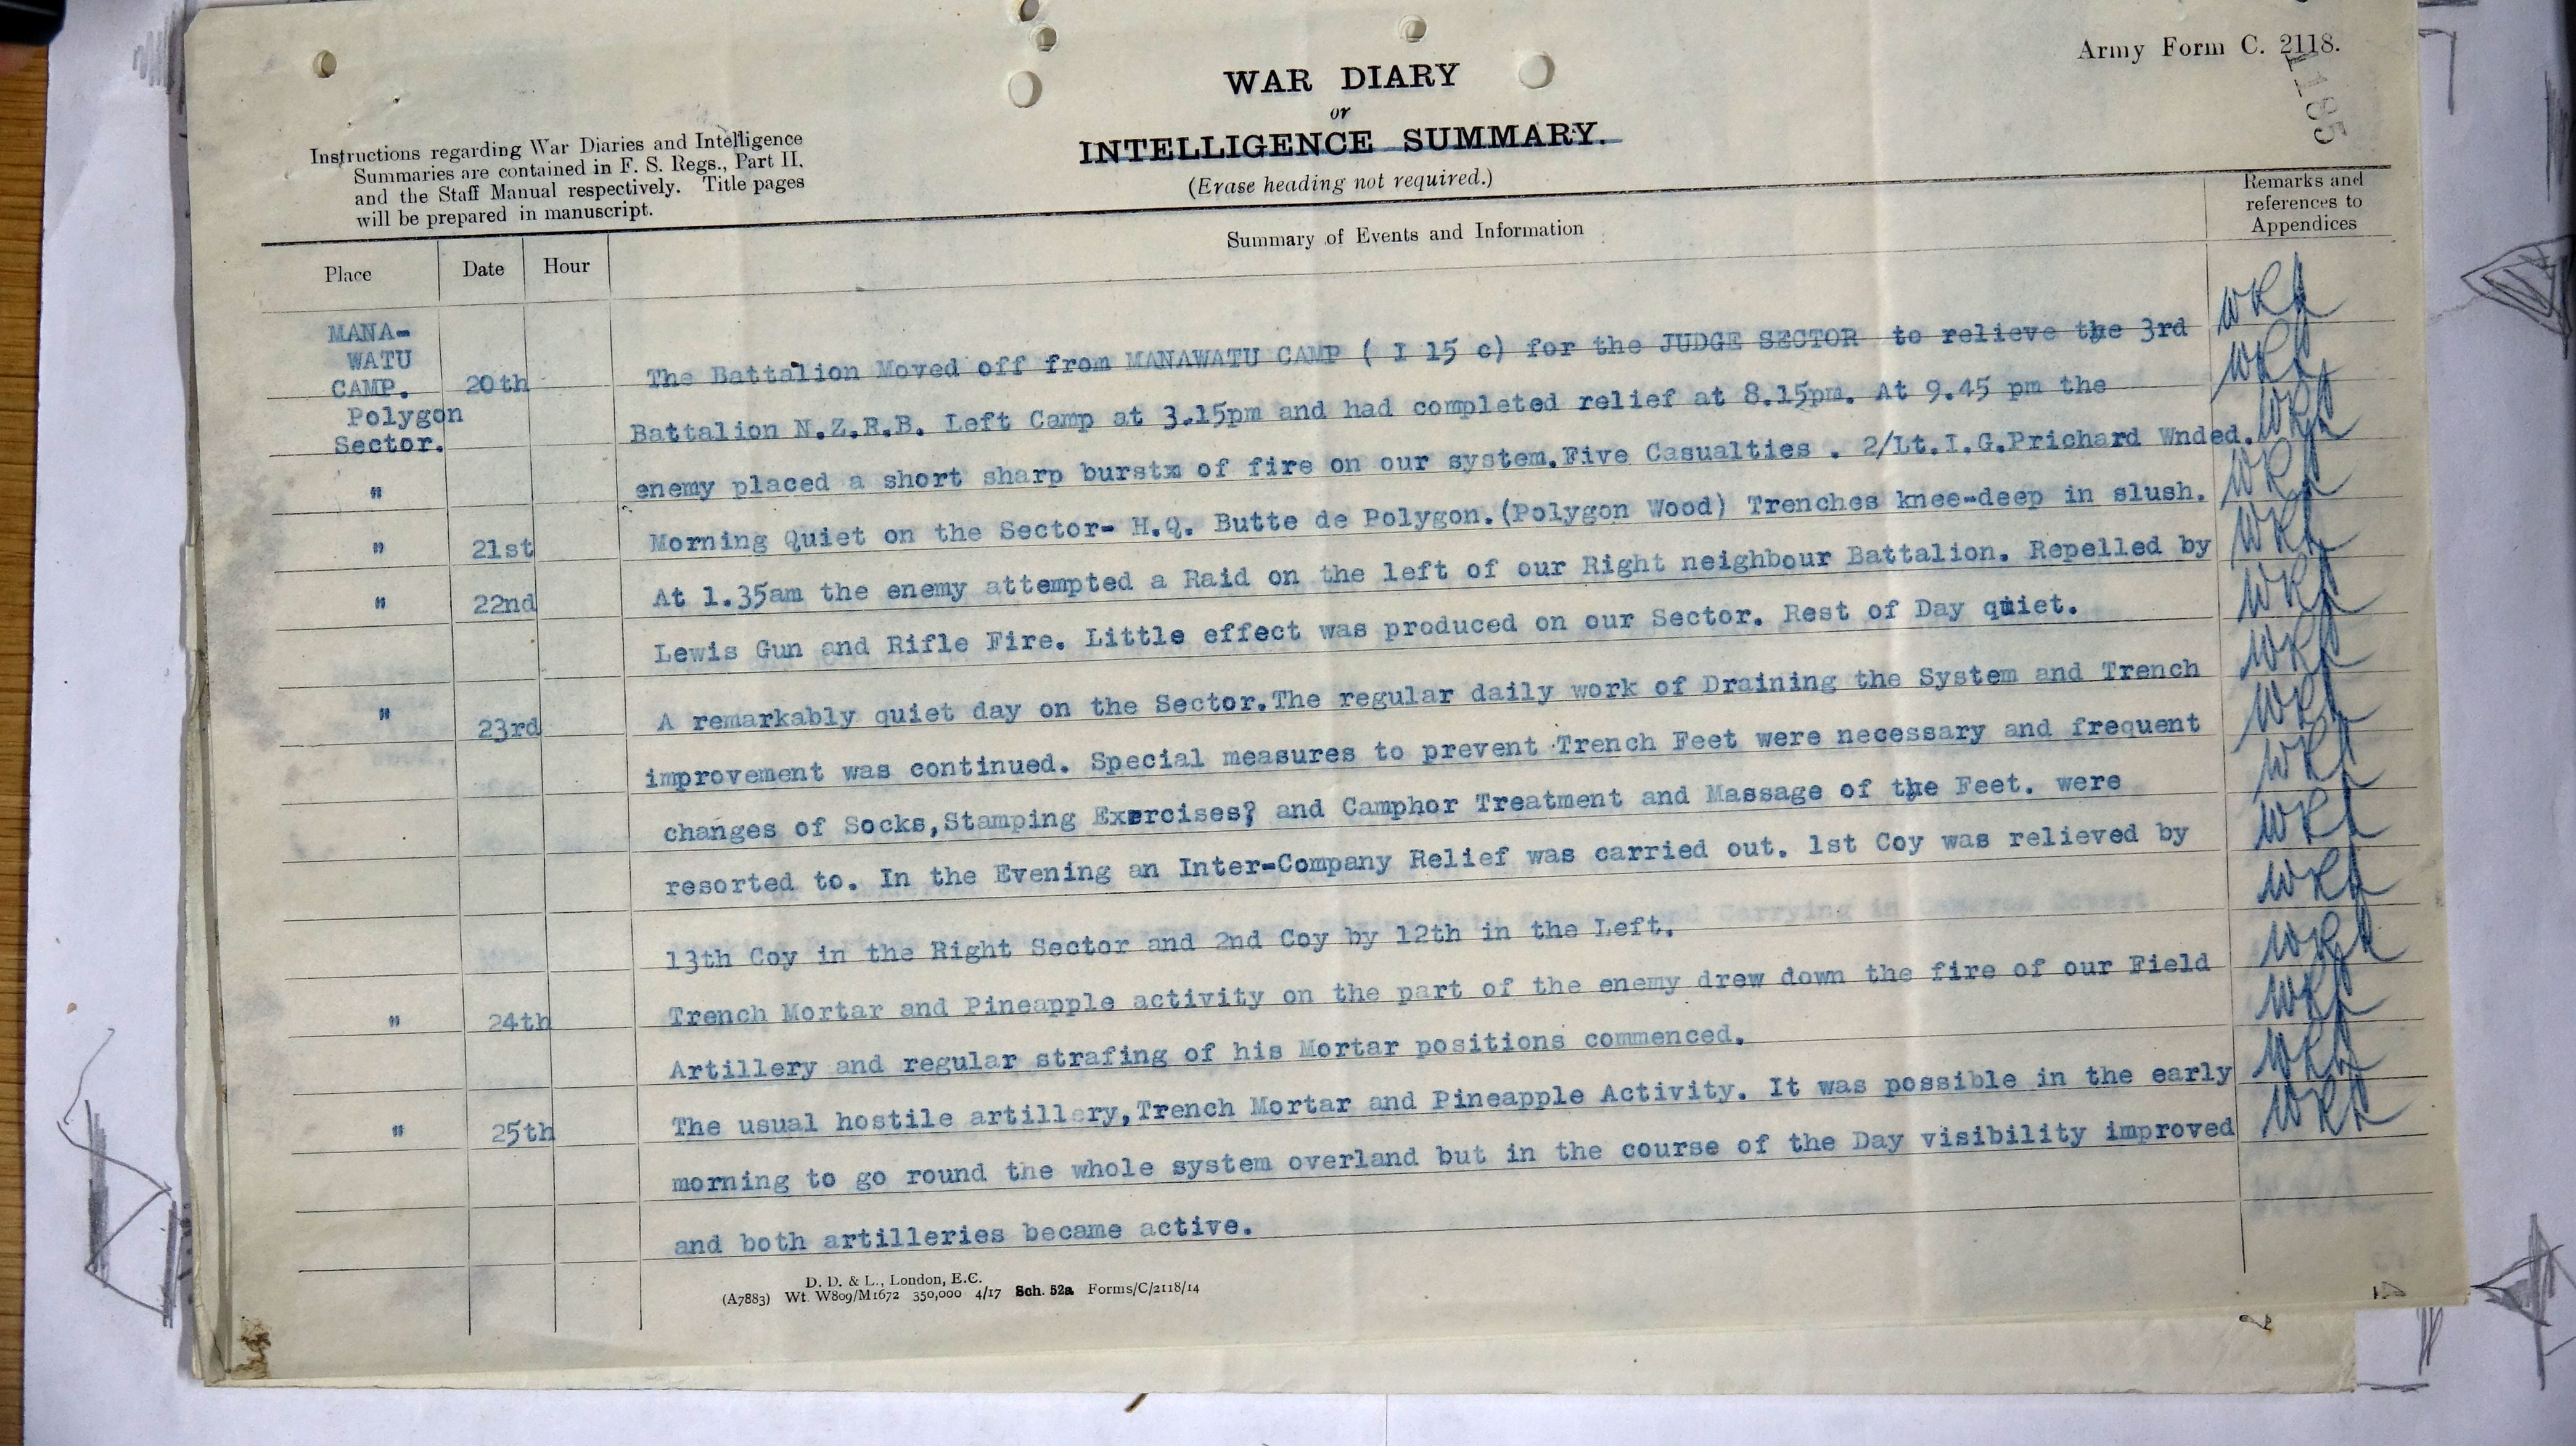 Army Form C. 2118.
1185
WAR DIARY
or
INTELLIGENCE SUMMARY.
(Erase heading not required.)
Instructions regarding War Diaries and Intelligence
Summaries are contained in F. S. Regs., Part II.
and the Staff Manual respectively. Title pages
will be prepared in manuscript.
Place Date Hour Summary of Events and Information
Remarks and
references to
Appendices
MANA-
WATU
CAMP. 20th The Battalion Moved off from MANAWATU CAMP ( I 15 c) for the JUDGE SECTOR to relieve the 3rd
Polygon
Sector. Battalion N.Z.R.B. Left Camp at 3.15pm and had completed relief at 8.15pm. At 9.45 pm the
" enemy placed a short sharp burstx of fire on our system.Five Casualties . 2/Lt.I.G.Prichard Wnded.
" 21st Morning Quiet on the Sector- H.Q. Butte de Polygon.(Polygon Wood) Trenches knee-deep in slush.
" 22nd At 1.35am the enemy attempted a Raid on the left of our Right neighbour Battalion. Repelled by
Lewis Gun and Rifle Fire. Little effect was produced on our Sector. Rest of Day quiet.
" 23rd A remarkably quiet day on the Sector.The regular daily work of Draining the System and Trench
improvement was continued. Special measures to prevent Trench Feet were necessary and frequent
changes of Socks,Stamping Exercises? and Camphor Treatment and Massage of the Feet. were
resorted to. In the Evening an Inter-Company Relief was carried out. 1st Coy was relieved by
13th Coy in the Right Sector and 2nd Coy by 12th in the Left.
" 24th Trench Mortar and Pineapple activity on the part of the enemy drew down the fire of our Field
Artillery and regular strafing of his Mortar positions commenced.
" 25th The usual hostile artillery,Trench Mortar and Pineapple Activity. It was possible in the early
morning to go round the whole system overland but in the course of the Day visibility improved
and both artilleries became active.
D. D. & L., London, E.C.
(A7883) Wt. W809/M1672 350,000 4/17 Sch. 52a Forms/C/2118/14